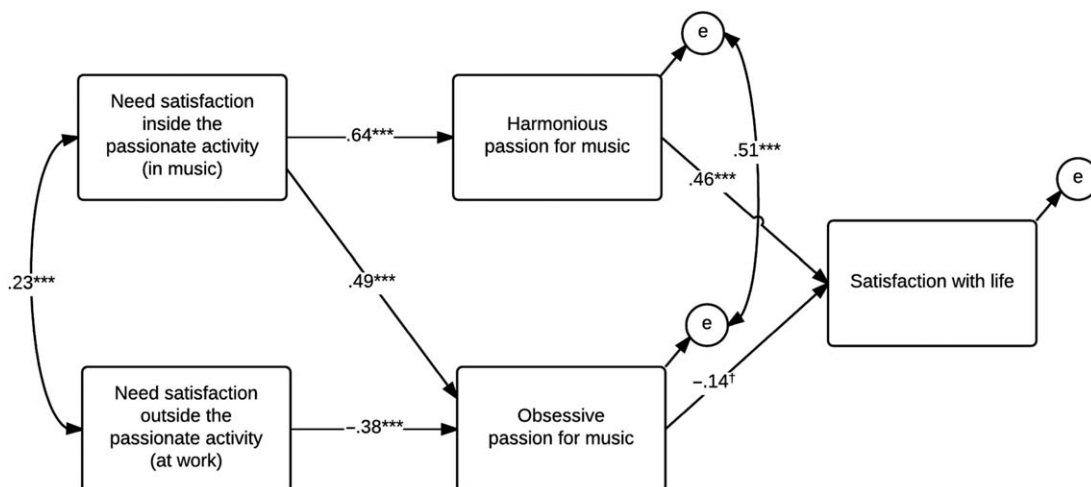 e
Need satisfaction
inside the
passionate activity
(in music)
.64***
Harmonious
passion for music
.51***
.46***
e
.23***
.49***
Satisfaction with life
e
Need satisfaction
outside the
passionate activity
(at work)
–.38***
Obsessive
passion for music
–.14†